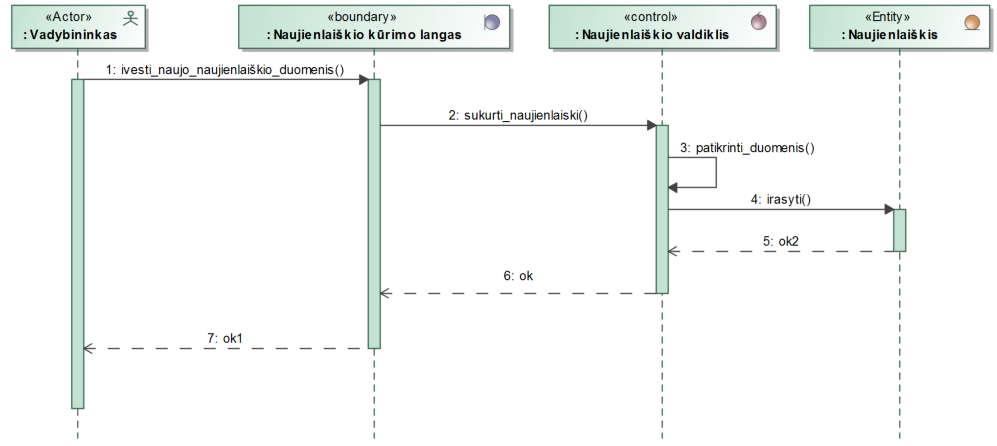 «Actor»
: Vadybininkas
«boundary»
: Naujienlaiškio kūrimo langas
«control»
: Naujienlaiškio valdiklis
«Entity»
: Naujienlaiškis
1: ivesti_naujo_naujienlaiškio_duomenis()
2: sukurti_naujienlaiski()
3: patikrinti_duomenis()
4: irasyti()
5: ok2
6: ok
7: ok1